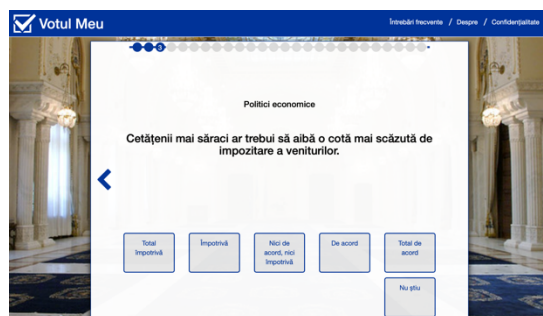 Votul Meu
Întrebări frecvente / Despre / Confidențialitate
3
Politici economice
Cetățenii mai săraci ar trebui să aibă o cotă mai scăzută de
impozitare a veniturilor.
Total
împotrivă
Împotrivă
Nici de
acord, nici
împotrivă
De acord
Total de
acord
Nu știu